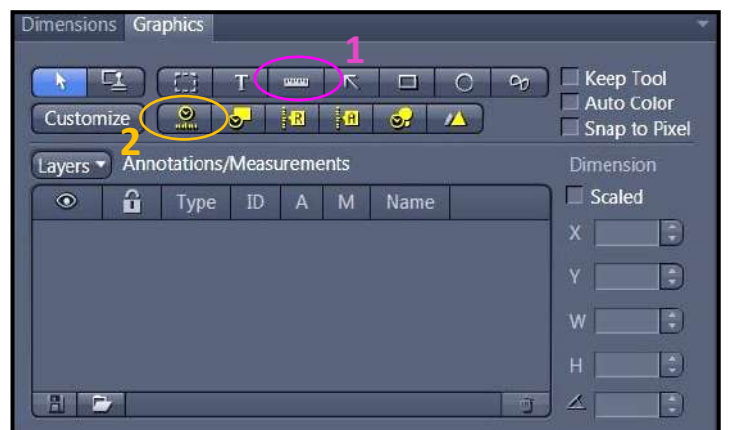 Dimensions Graphics
1
T
Keep Tool
Auto Color
Customize
R
A
Snap to Pixel
2
Layers Annotations/Measurements
Dimension
Type ID A M Name
Scaled
X
Y
W
H